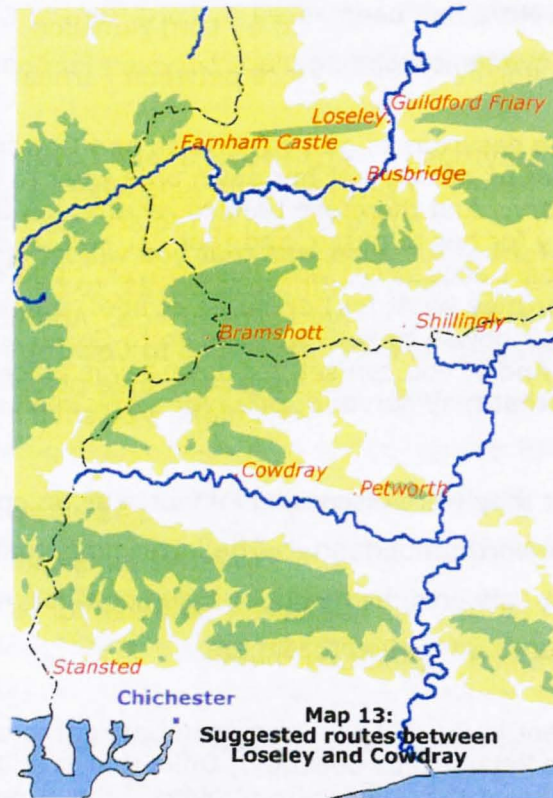 Guildford Friary
Loseley
Farnham Castle
Busbridge
Shillingly
Bramshott
Cowdray
Petworth
Stansted
Chichester
Map 13:
Suggested routes between
Loseley and Cowdray